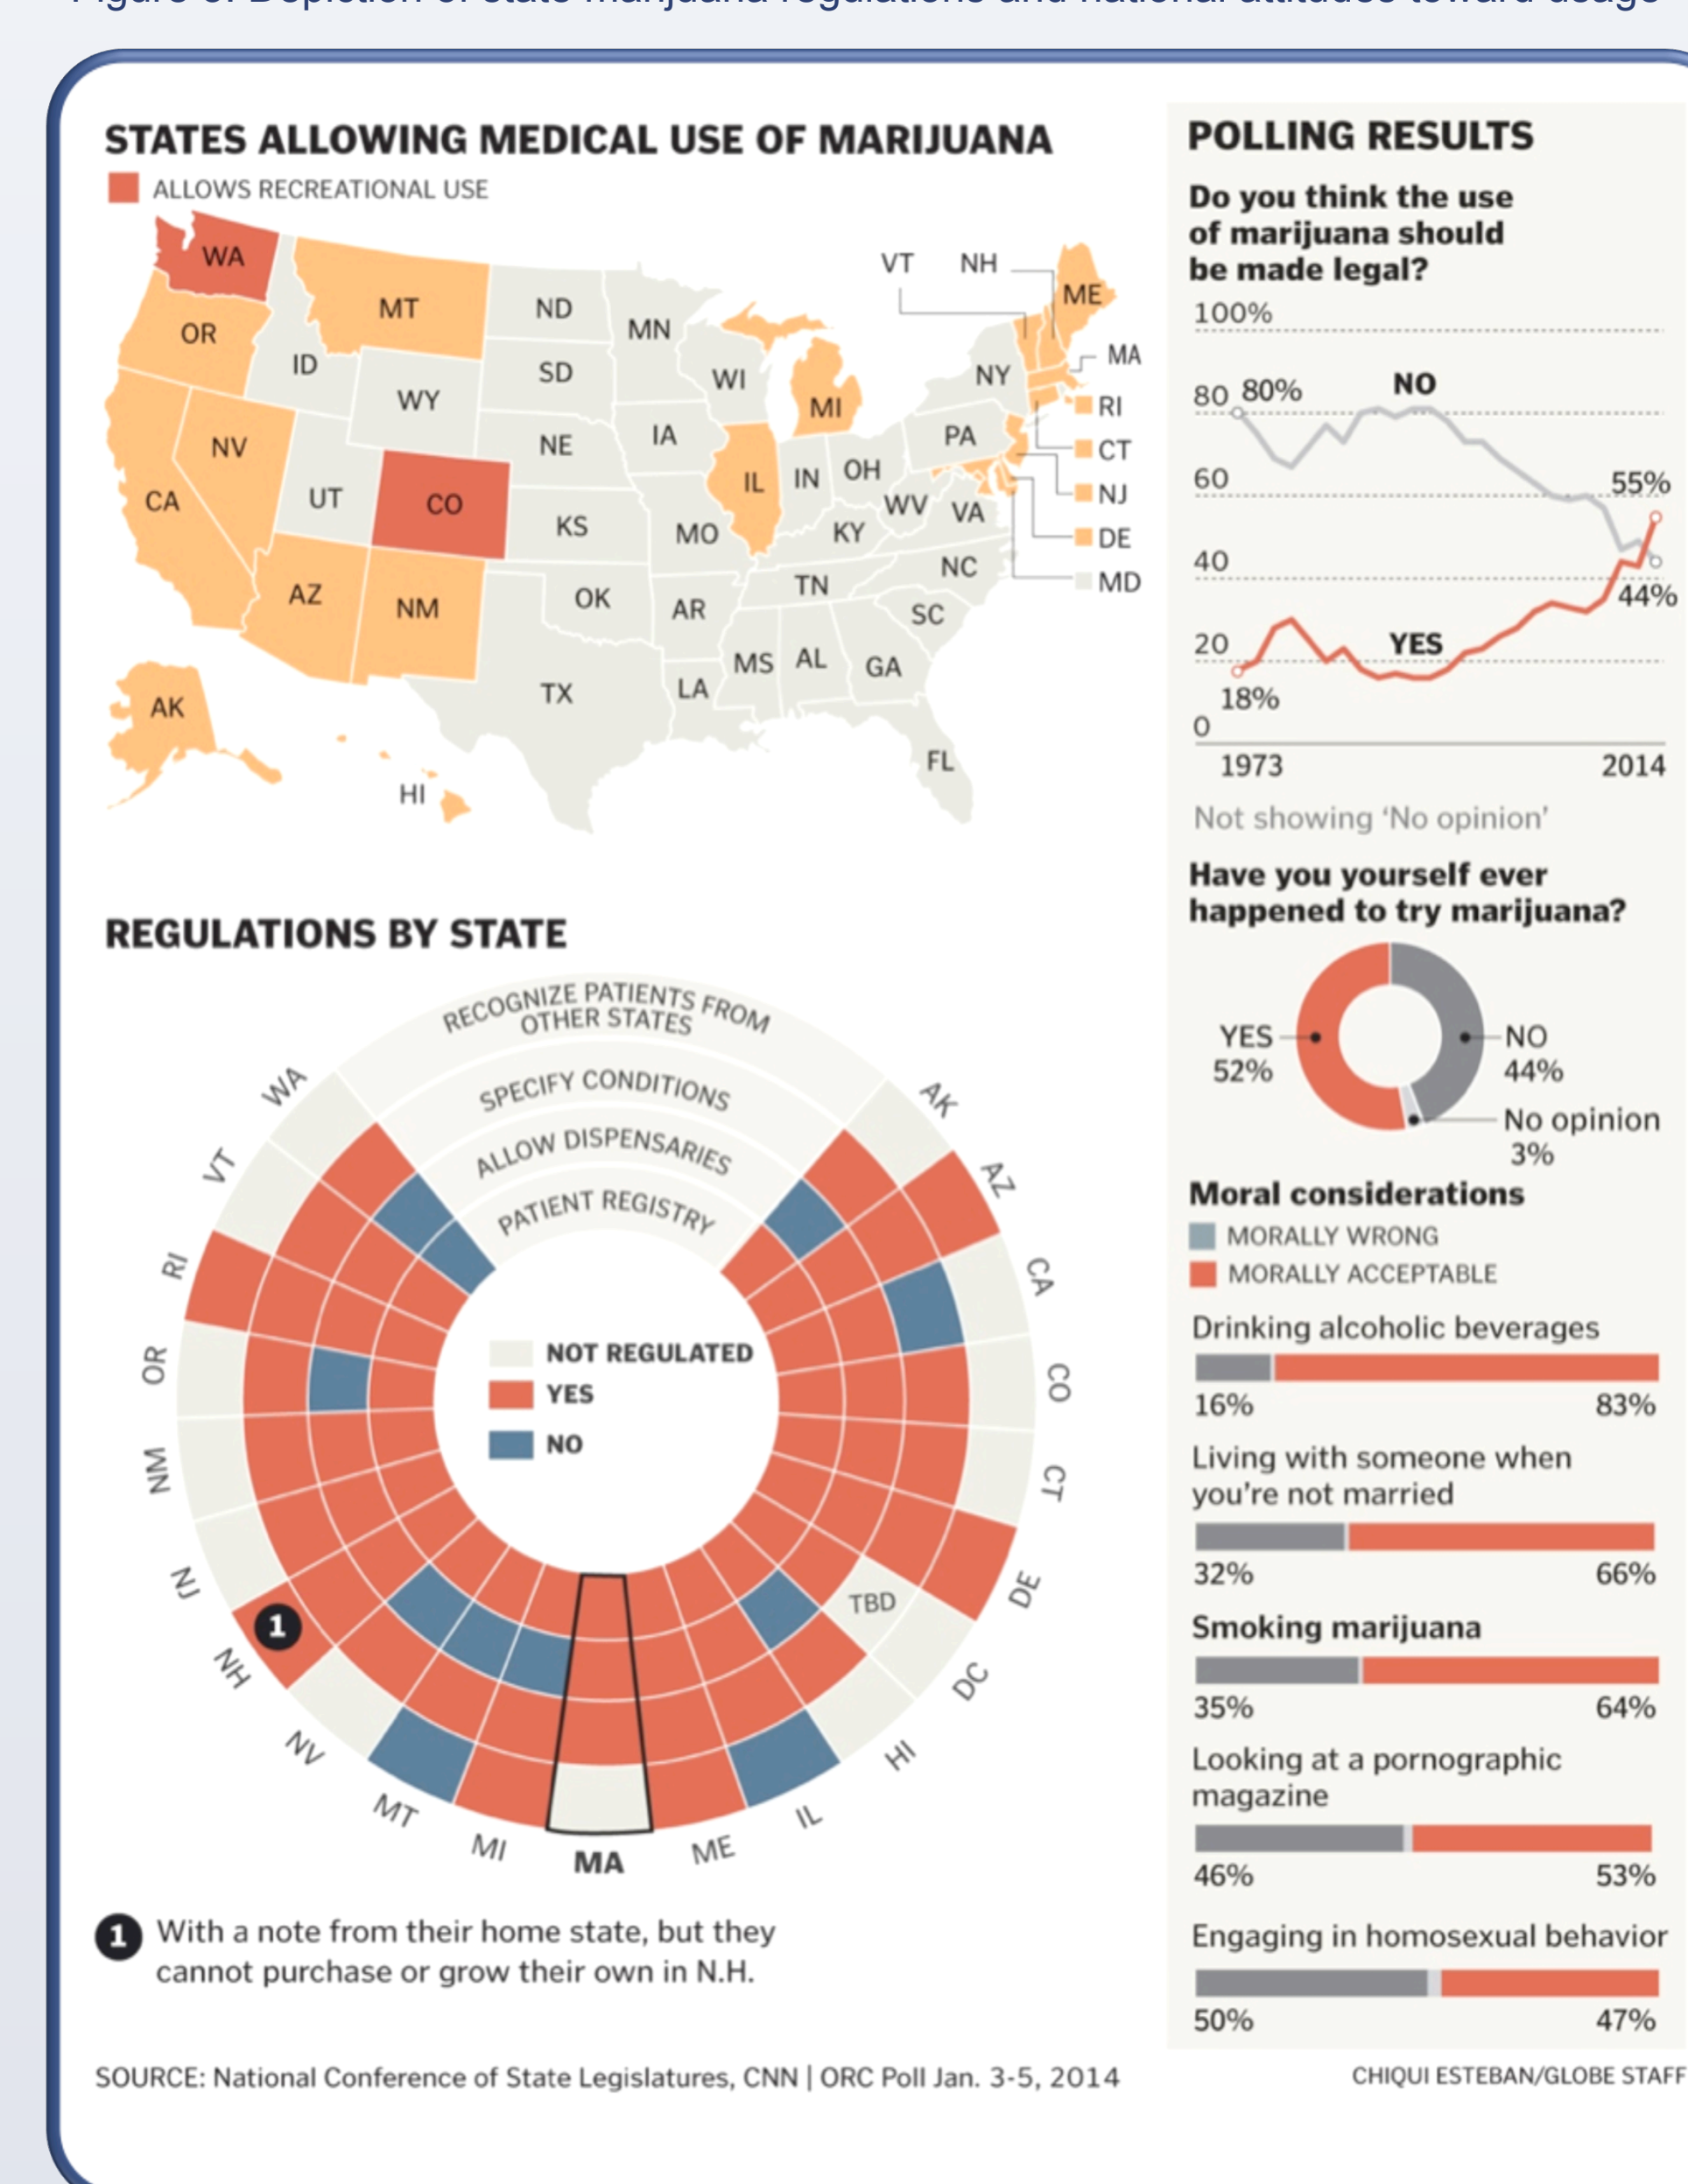 STATES ALLOWING MEDICAL USE OF MARIJUANA
ALLOWS RECREATIONAL USE
WA
OR
MT
ID
WY
NV
CA
UT
CO
AZ
NM
AK
HI
ND
SD
NE
KS
OK
TX
MN
IA
MO
AR
LA
WI
IL
MI
IN
OH
KY
TN
MS
AL
GA
FL
SC
NC
VA
WV
PA
NY
VT
NH
ME
MA
RI
CT
NJ
DE
MD
REGULATIONS BY STATE
RECOGNIZE PATIENTS FROM
OTHER STATES
SPECIFY CONDITIONS
ALLOW DISPENSARIES
PATIENT REGISTRY
AK
AZ
CA
CO
CT
DE
DC
HI
IL
ME
MA
MI
MT
NV
NH
NJ
NM
OR
RI
VT
WA
TBD
1
NOT REGULATED
YES
NO
1 With a note from their home state, but they
cannot purchase or grow their own in N.H.
SOURCE: National Conference of State Legislatures, CNN | ORC Poll Jan. 3-5, 2014
POLLING RESULTS
Do you think the use
of marijuana should
be made legal?
100%
80 80% NO
60 55%
40
44%
20 YES
18%
0
1973 2014
Not showing ‘No opinion’
Have you yourself ever
happened to try marijuana?
YES
52%
NO
44%
No opinion
3%
Moral considerations
MORALLY WRONG
MORALLY ACCEPTABLE
Drinking alcoholic beverages
16% 83%
Living with someone when
you’re not married
32% 66%
Smoking marijuana
35% 64%
Looking at a pornographic
magazine
46% 53%
Engaging in homosexual behavior
50% 47%
CHIQUI ESTEBAN/GLOBE STAFF